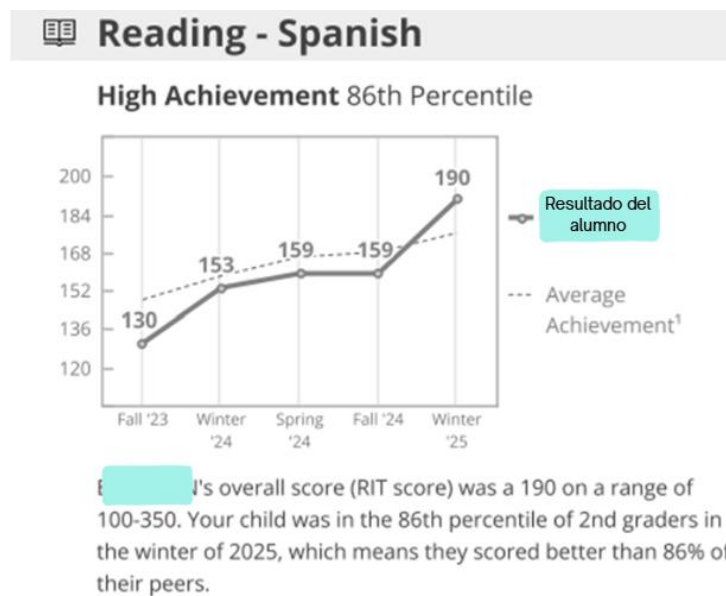 Reading - Spanish
High Achievement 86th Percentile
200
184
168
152
136
120
130
153
159
159
190
Fall '23
Winter
'24
Spring
'24
Fall '24
Winter
'25
Resultado del
alumno
Average
Achievement¹
's overall score (RIT score) was a 190 on a range of
100-350. Your child was in the 86th percentile of 2nd graders in
the winter of 2025, which means they scored better than 86% of
their peers.